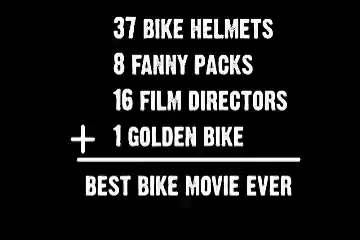 37 BIKE HELMETS
8 FANNY PACKS
16 FILM DIRECTORS
+ 1 GOLDEN BIKE
BEST BIKE MOVIE EVER